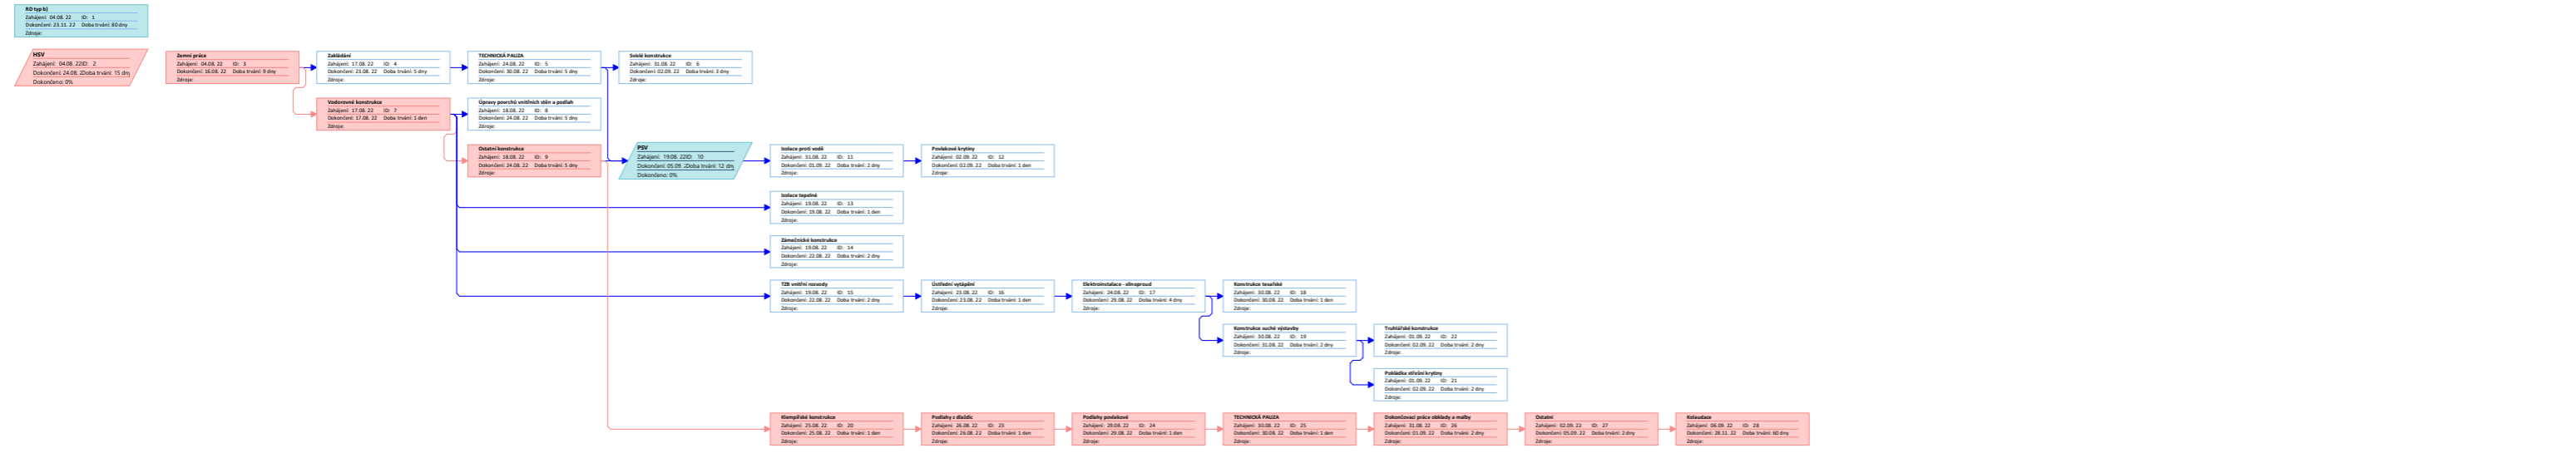 RD typ b)
Zahájení: 04.08. 22 ID: 1
Dokončení: 23.11. 22 Doba trvání: 80 dny
Zdroje:
HSV
Zahájení: 04.08. 22ID: 2
Dokončení: 24.08. 2Doba trvání: 15 dny
Dokončeno: 0%
Zemní práce
Zahájení: 04.08. 22 ID: 3
Dokončení: 16.08. 22 Doba trvání: 9 dny
Zdroje:
Zakládání
Zahájení: 17.08. 22 ID: 4
Dokončení: 23.08. 22 Doba trvání: 5 dny
Zdroje:
TECHNICKÁ PAUZA
Zahájení: 24.08. 22 ID: 5
Dokončení: 30.08. 22 Doba trvání: 5 dny
Zdroje:
Svislé konstrukce
Zahájení: 31.08. 22 ID: 6
Dokončení: 02.09. 22 Doba trvání: 3 dny
Zdroje:
Vodorovné konstrukce
Zahájení: 17.08. 22 ID: 7
Dokončení: 17.08. 22 Doba trvání: 1 den
Zdroje:
Úpravy povrchů vnitřních stěn a podlah
Zahájení: 18.08. 22 ID: 8
Dokončení: 24.08. 22 Doba trvání: 5 dny
Zdroje:
Ostatní konstrukce
Zahájení: 18.08. 22 ID: 9
Dokončení: 24.08. 22 Doba trvání: 5 dny
Zdroje:
PSV
Zahájení: 19.08. 22ID: 10
Dokončení: 05.09. 2Doba trvání: 12 dny
Dokončeno: 0%
Izolace proti vodě
Zahájení: 31.08. 22 ID: 11
Dokončení: 01.09. 22 Doba trvání: 2 dny
Zdroje:
Povlakové krytiny
Zahájení: 02.09. 22 ID: 12
Dokončení: 02.09. 22 Doba trvání: 1 den
Zdroje:
Izolace tepelné
Zahájení: 19.08. 22 ID: 13
Dokončení: 19.08. 22 Doba trvání: 1 den
Zdroje:
Zámečnické konstrukce
Zahájení: 19.08. 22 ID: 14
Dokončení: 22.08. 22 Doba trvání: 2 dny
Zdroje:
TZB vnitřní rozvody
Zahájení: 19.08. 22 ID: 15
Dokončení: 22.08. 22 Doba trvání: 2 dny
Zdroje:
Ústřední vytápění
Zahájení: 23.08. 22 ID: 16
Dokončení: 23.08. 22 Doba trvání: 1 den
Zdroje:
Elektroinstalace - silnoproud
Zahájení: 24.08. 22 ID: 17
Dokončení: 29.08. 22 Doba trvání: 4 dny
Zdroje:
Konstrukce tesařské
Zahájení: 30.08. 22 ID: 18
Dokončení: 30.08. 22 Doba trvání: 1 den
Zdroje:
Konstrukce suché výstavby
Zahájení: 30.08. 22 ID: 19
Dokončení: 31.08. 22 Doba trvání: 2 dny
Zdroje:
Truhlářské konstrukce
Zahájení: 01.09. 22 ID: 22
Dokončení: 02.09. 22 Doba trvání: 2 dny
Zdroje:
Pokládka střešní krytiny
Zahájení: 01.09. 22 ID: 21
Dokončení: 02.09. 22 Doba trvání: 2 dny
Zdroje:
Klempířské konstrukce
Zahájení: 25.08. 22 ID: 20
Dokončení: 25.08. 22 Doba trvání: 1 den
Zdroje:
Podlahy z dlaždic
Zahájení: 26.08. 22 ID: 23
Dokončení: 26.08. 22 Doba trvání: 1 den
Zdroje:
Podlahy povlakové
Zahájení: 29.08. 22 ID: 24
Dokončení: 29.08. 22 Doba trvání: 1 den
Zdroje:
TECHNICKÁ PAUZA
Zahájení: 30.08. 22 ID: 25
Dokončení: 30.08. 22 Doba trvání: 1 den
Zdroje:
Dokončovací práce obklady a malby
Zahájení: 31.08. 22 ID: 26
Dokončení: 01.09. 22 Doba trvání: 2 dny
Zdroje:
Ostatní
Zahájení: 02.09. 22 ID: 27
Dokončení: 05.09. 22 Doba trvání: 2 dny
Zdroje:
Kolaudace
Zahájení: 06.09. 22 ID: 28
Dokončení: 28.11. 22 Doba trvání: 60 dny
Zdroje: